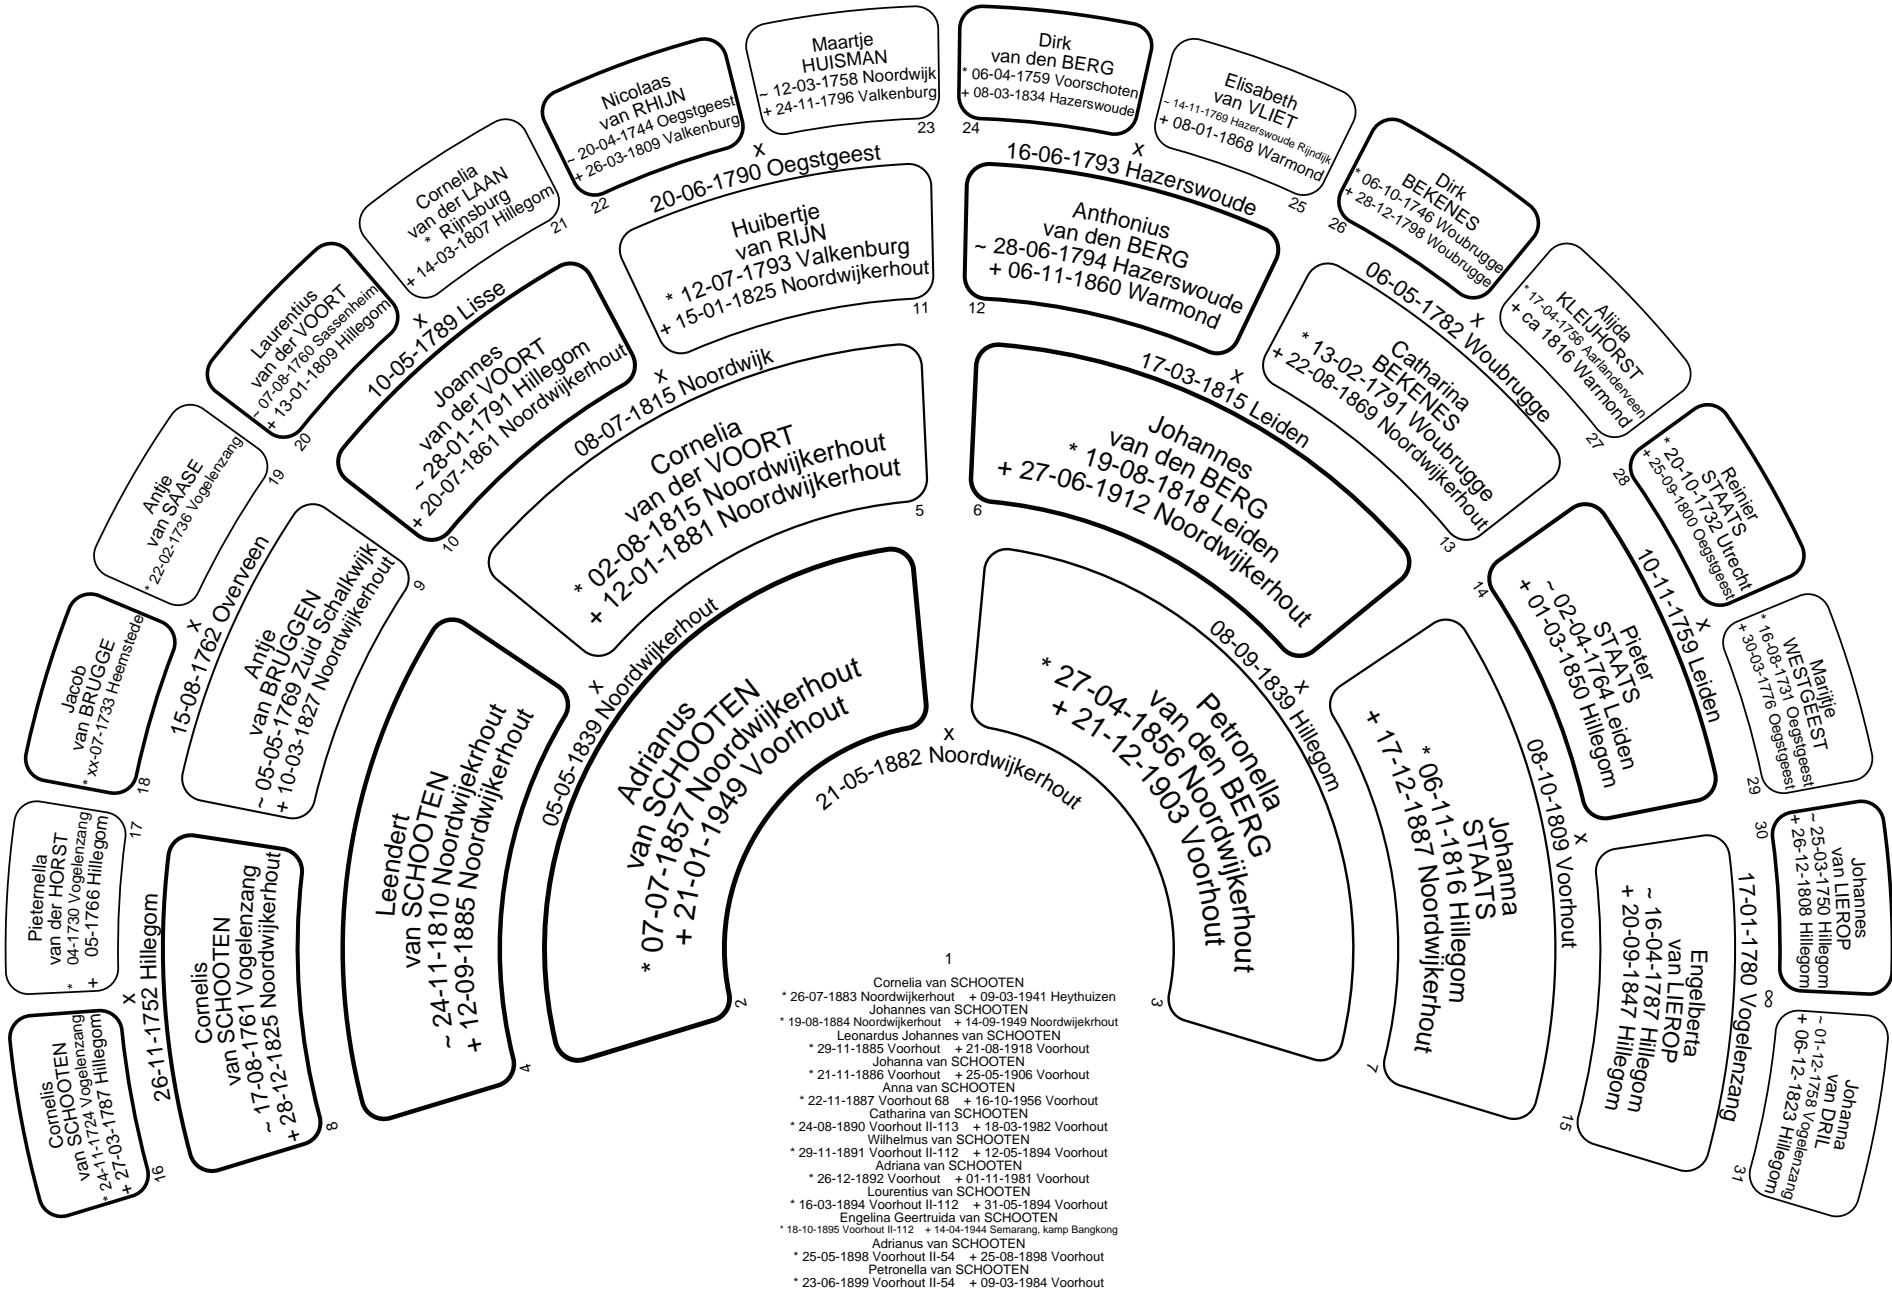 Cornelis
van SCHOOTEN
* 24-11-1724 Vogelenzang
+ 27-03-1787 Hillegom
16
x
26-11-1752 Hillegom
Pieternella
van der HORST
* 04-1730 Vogelenzang
+ 05-1766 Hillegom
17
Jacob
van BRUGGE
* xx-07-1733 Heemstede
18
x
15-08-1762 Overveen
Antje
van SAASE
* 22-02-1736 Vogelenzang
19
Laurentius
van der VOORT
~ 07-08-1760 Sassenheim
+ 13-01-1809 Hillegom
20
x
10-05-1789 Lisse
Cornelia
van der LAAN
* Rijnsburg
+ 14-03-1807 Hillegom
21
Nicolaas
van RHIJN
~ 20-04-1744 Oegstgeest
+ 26-03-1809 Valkenburg
22
x
20-06-1790 Oegstgeest
Maartje
HUISMAN
~ 12-03-1758 Noordwijk
+ 24-11-1796 Valkenburg
23
Dirk
van den BERG
* 06-04-1759 Voorschoten
+ 08-03-1834 Hazerswoude
24
x
16-06-1793 Hazerswoude
Elisabeth
van VLIET
~ 14-11-1769 Hazerswoude Rijndijk
+ 08-01-1868 Warmond
25
Dirk
BEKENES
* 06-10-1746 Woubrugge
+ 28-12-1798 Woubrugge
26
x
06-05-1782 Woubrugge
Alijda
KLEIJHORST
* 17-04-1756 Aarlanderveen
+ ca 1816 Warmond
27
Reinier
STAATS
* 20-10-1732 Utrecht
+ 25-09-1800 Oegstgeest
28
x
10-11-1759 Leiden
Marijtje
WESTGEEST
* 16-08-1731 Oegstgeest
+ 30-03-1776 Oegstgeest
29
Johannes
van LIEROP
~ 25-03-1750 Hillegom
+ 26-12-1808 Hillegom
30
∞
17-01-1780 Vogelenzang
Johanna
van DRIL
~ 01-12-1758 Vogelenzang
+ 06-12-1823 Hillegom
31
Cornelis
van SCHOOTEN
~ 17-08-1761 Vogelenzang
+ 28-12-1825 Noordwijkerhout
8
Antje
van BRUGGEN
~ 05-05-1769 Zuid Schalkwijk
+ 10-03-1827 Noordwijkerhout
9
Joannes
van der VOORT
~ 28-01-1791 Hillegom
+ 20-07-1861 Noordwijkerhout
10
x
08-07-1815 Noordwijk
Huibertje
van RIJN
* 12-07-1793 Valkenburg
+ 15-01-1825 Noordwijkerhout
11
Anthonius
van den BERG
~ 28-06-1794 Hazerswoude
+ 06-11-1860 Warmond
12
x
17-03-1815 Leiden
Catharina
BEKENES
* 13-02-1791 Woubrugge
+ 22-08-1869 Noordwijkerhout
13
Pieter
STAATS
~ 02-04-1764 Leiden
+ 01-03-1850 Hillegom
14
x
08-10-1809 Voorhout
Engelberta
van LIEROP
~ 16-04-1787 Hillegom
+ 20-09-1847 Hillegom
15
Leendert
van SCHOOTEN
~ 24-11-1810 Noordwijekrhout
+ 12-09-1885 Noordwijkerhout
4
x
05-05-1839 Noordwijkerhout
Cornelia
van der VOORT
* 02-08-1815 Noordwijkerhout
+ 12-01-1881 Noordwijkerhout
5
Johannes
van den BERG
* 19-08-1818 Leiden
+ 27-06-1912 Noordwijkerhout
6
x
08-09-1839 Hillegom
Johanna
STAATS
* 06-11-1816 Hillegom
+ 17-12-1887 Noordwijkerhout
7
Adrianus
van SCHOOTEN
* 07-07-1857 Noordwijkerhout
+ 21-01-1949 Voorhout
2
x
21-05-1882 Noordwijkerhout
Petronella
van den BERG
* 27-04-1856 Noordwijkerhout
+ 21-12-1903 Voorhout
3
1
Cornelia van SCHOOTEN
* 26-07-1883 Noordwijkerhout + 09-03-1941 Heythuizen
Johannes van SCHOOTEN
* 19-08-1884 Noordwijkerhout + 14-09-1949 Noordwijekrhout
Leonardus Johannes van SCHOOTEN
* 29-11-1885 Voorhout + 21-08-1918 Voorhout
Johanna van SCHOOTEN
* 21-11-1886 Voorhout + 25-05-1906 Voorhout
Anna van SCHOOTEN
* 22-11-1887 Voorhout 68 + 16-10-1956 Voorhout
Catharina van SCHOOTEN
* 24-08-1890 Voorhout II-113 + 18-03-1982 Voorhout
Wilhelmus van SCHOOTEN
* 29-11-1891 Voorhout II-112 + 12-05-1894 Voorhout
Adriana van SCHOOTEN
* 26-12-1892 Voorhout + 01-11-1981 Voorhout
Lourentius van SCHOOTEN
* 16-03-1894 Voorhout II-112 + 31-05-1894 Voorhout
Engelina Geertruida van SCHOOTEN
* 18-10-1895 Voorhout II-112 + 14-04-1944 Semarang, kamp Bangkong
Adrianus van SCHOOTEN
* 25-05-1898 Voorhout II-54 + 25-08-1898 Voorhout
Petronella van SCHOOTEN
* 23-06-1899 Voorhout II-54 + 09-03-1984 Voorhout